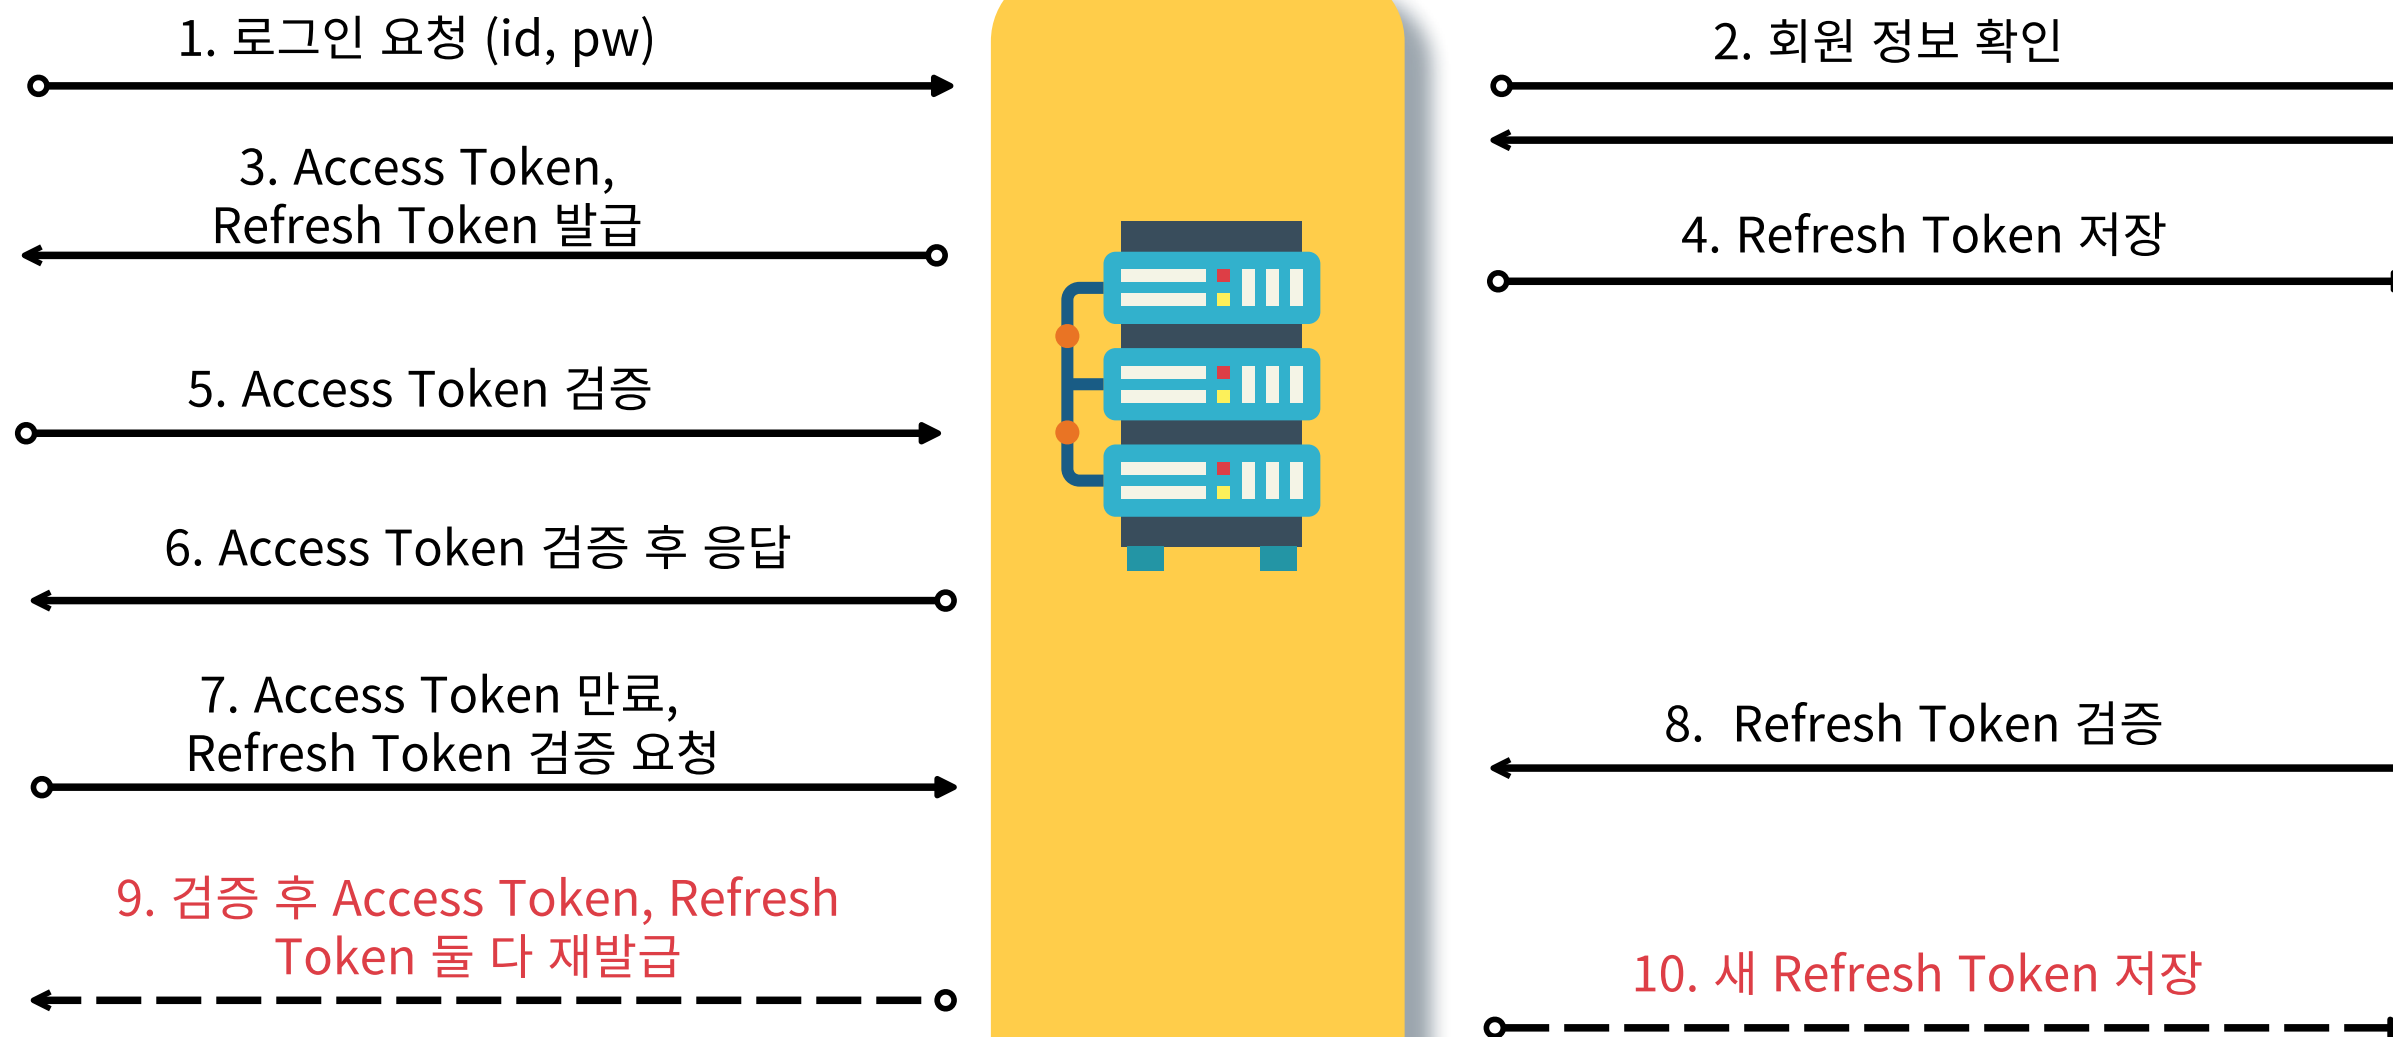 1. 로그인 요청 (id, pw)
2. 회원 정보 확인
3. Access Token,
Refresh Token 발급
4. Refresh Token 저장
5. Access Token 검증
6. Access Token 검증 후 응답
7. Access Token 만료,
Refresh Token 검증 요청
8. Refresh Token 검증
9. 검증 후 Access Token, Refresh
Token 둘 다 재발급
10. 새 Refresh Token 저장